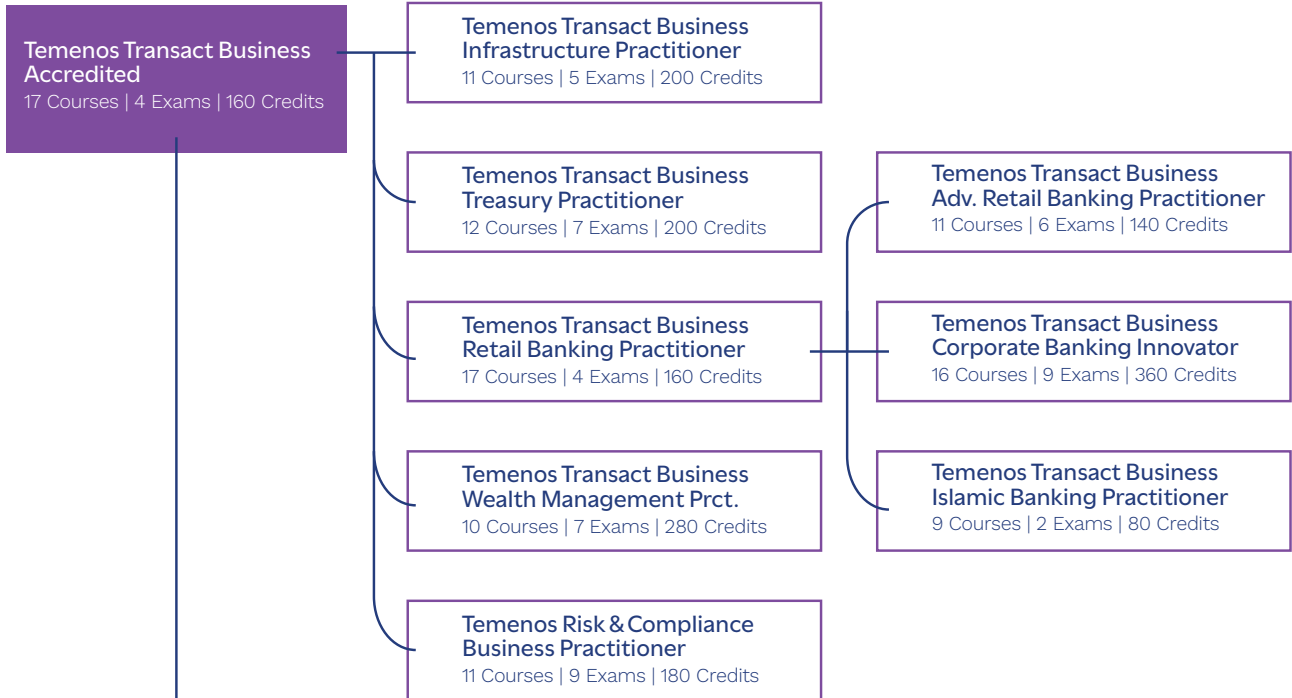 Temenos Transact Business
Accredited
17 Courses | 4 Exams | 160 Credits
Temenos Transact Business
Infrastructure Practitioner
11 Courses | 5 Exams | 200 Credits
Temenos Transact Business
Treasury Practitioner
12 Courses | 7 Exams | 200 Credits
Temenos Transact Business
Adv. Retail Banking Practitioner
11 Courses | 6 Exams | 140 Credits
Temenos Transact Business
Retail Banking Practitioner
17 Courses | 4 Exams | 160 Credits
Temenos Transact Business
Corporate Banking Innovator
16 Courses | 9 Exams | 360 Credits
Temenos Transact Business
Wealth Management Prct.
10 Courses | 7 Exams | 280 Credits
Temenos Transact Business
Islamic Banking Practitioner
9 Courses | 2 Exams | 80 Credits
Temenos Risk & Compliance
Business Practitioner
11 Courses | 9 Exams | 180 Credits